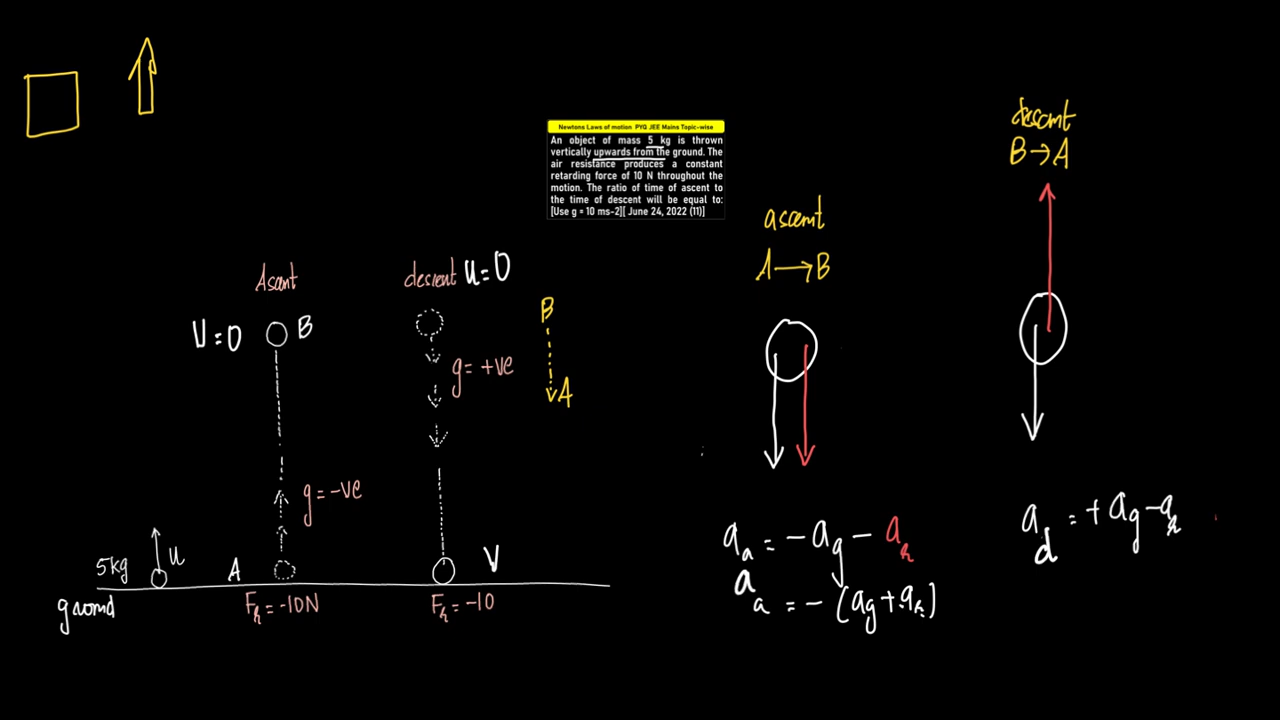 Newtons Laws of motion PYQ JEE Mains Topic-wise
An object of mass 5 kg is thrown
vertically upwards from the ground. The
air resistance produces a constant
retarding force of 10 N throughout the
motion. The ratio of time of ascent to
the time of descent will be equal to:
[Use g = 10 ms-2][ June 24, 2022 (11)]
descent
B→A
ascent
A→B
Ascent
descent u=0
V=0 B
B
g=+ve
A
g=-ve
5kg u A V
ground
Fr=-10N Fr=-10
aa = -ag - ar
aa = -(ag+ar)
ad = +ag-ar